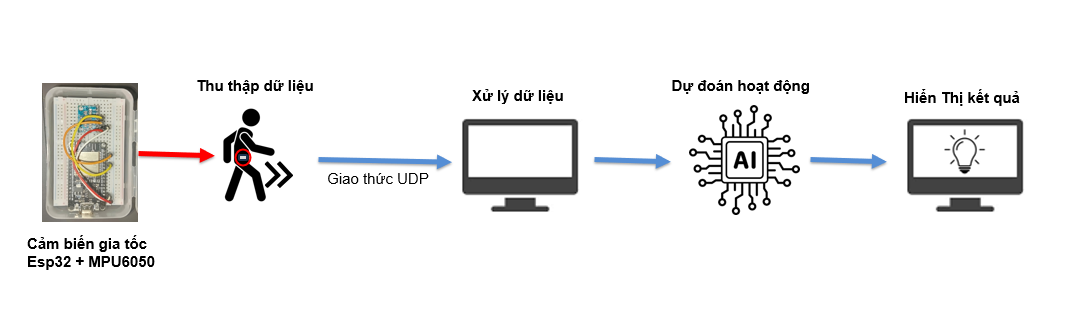 Thu thập dữ liệu
Xử lý dữ liệu
Dự đoán hoạt động
Hiển Thị kết quả
AI
Giao thức UDP
Cảm biến gia tốc
Esp32 + MPU6050